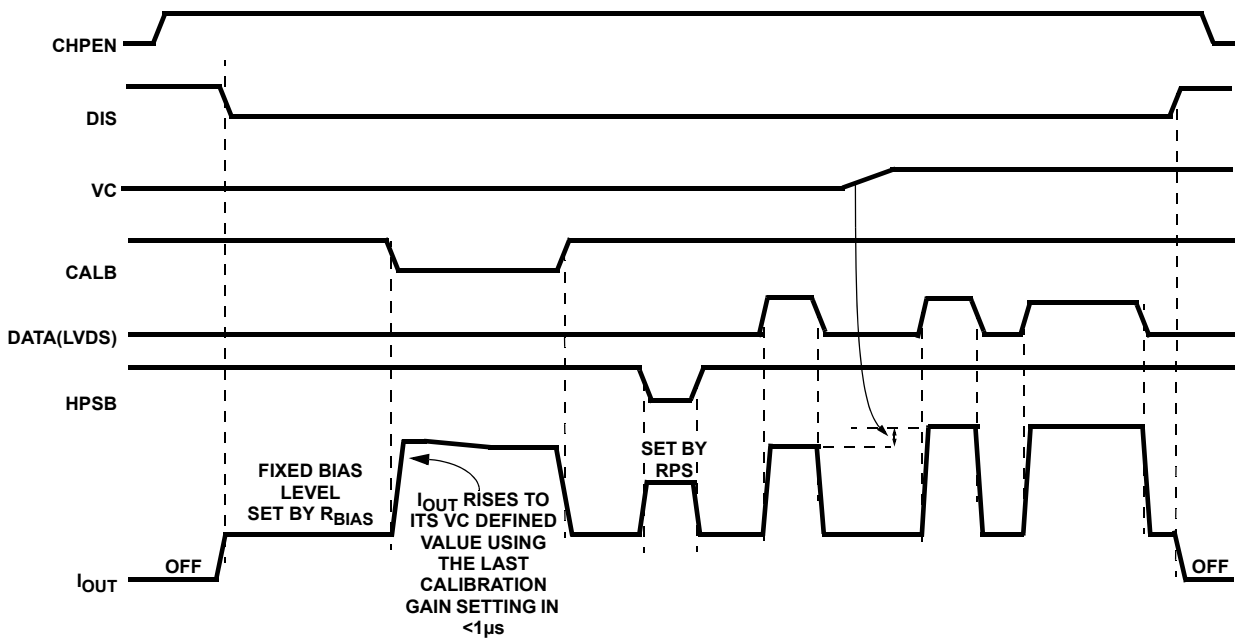 CHPEN
DIS
VC
CALB
DATA(LVDS)
HPSB
FIXED BIAS
LEVEL
SET BY RBIAS
SET BY
RPS
IOUT RISES TO
ITS VC DEFINED
VALUE USING
THE LAST
CALIBRATION
GAIN SETTING IN
<1µs
IOUT
OFF
OFF